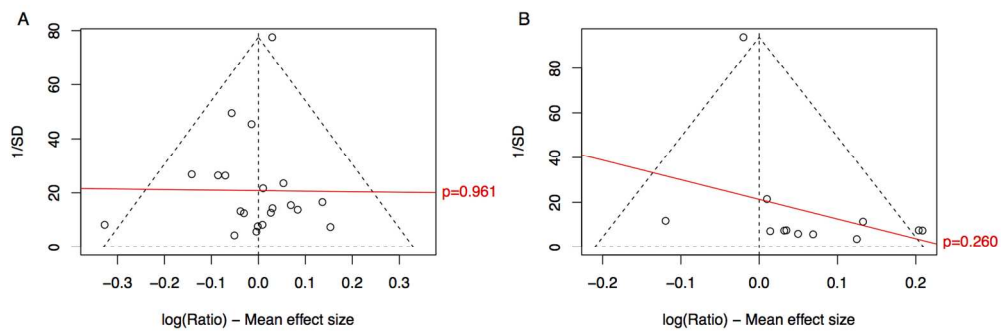 A
1/SD
80
60
40
20
0
p=0.961
−0.3 −0.2 −0.1 0.0 0.1 0.2 0.3
log(Ratio) − Mean effect size
B
1/SD
80
60
40
20
0
p=0.260
−0.2 −0.1 0.0 0.1 0.2
log(Ratio) − Mean effect size